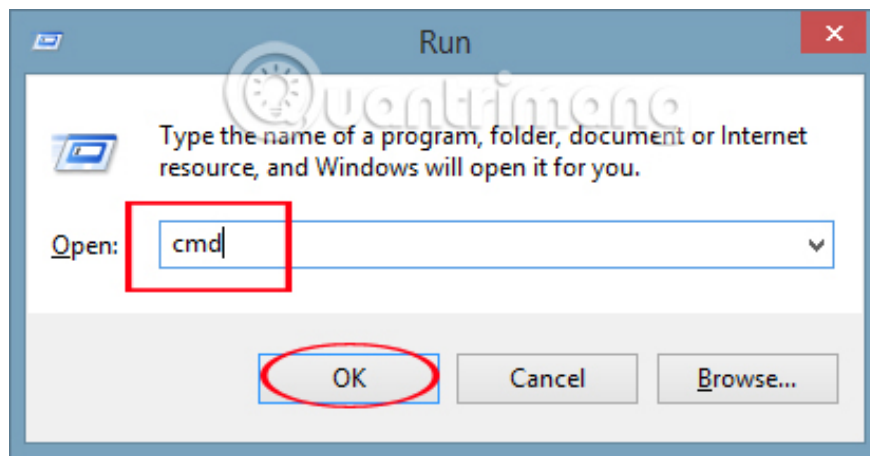 Run
Quantrimang
Type the name of a program, folder, document or Internet
resource, and Windows will open it for you.
Open: cmd
OK Cancel Browse...